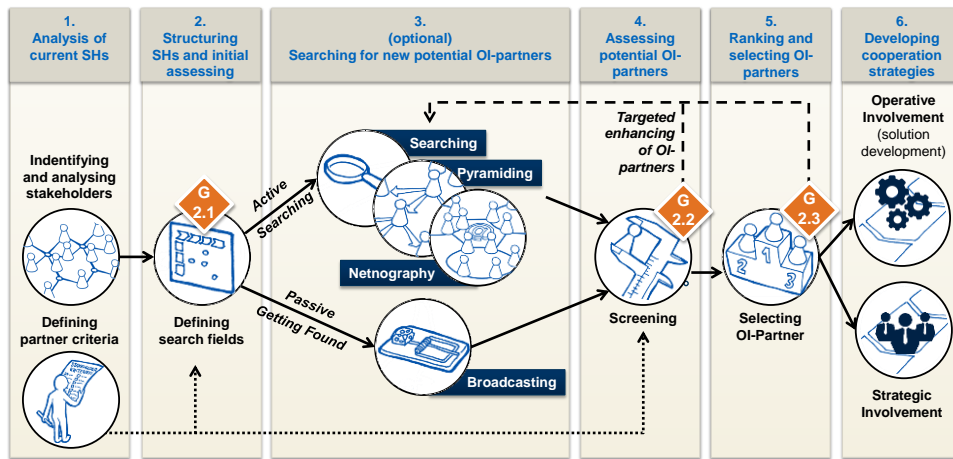 1.
Analysis of
current SHs
2.
Structuring
SHs and initial
assessing
3.
(optional)
Searching for new potential OI-partners
4.
Assessing
potential OI-
partners
5.
Ranking and
selecting OI-
partners
6.
Developing
cooperation
strategies
Indentifying
and analysing
stakeholders
Defining
partner criteria
G
2.1
Defining
search fields
Active
Searching
Passive
Getting Found
Searching
Pyramiding
Netnography
Broadcasting
Targeted
enhancing
of OI-
partners
G
2.2
Screening
G
2.3
1
2
3
Selecting
OI-Partner
Operative
Involvement
(solution
development)
Strategic
Involvement